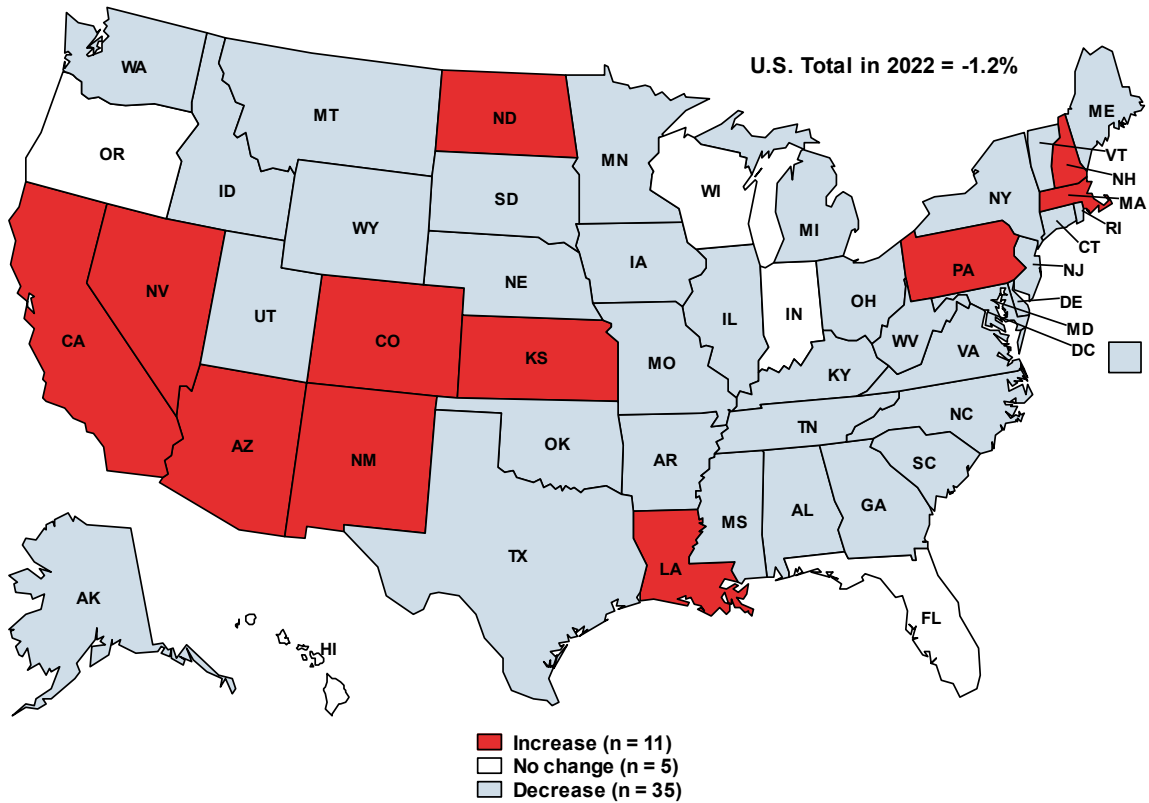 U.S. Total in 2022 = -1.2%
WA
MT
ND
MN
ME
VT
OR
ID
SD
WI
NH
NY
MA
WY
MI
RI
CT
IA
PA
NJ
NV
NE
OH
DE
UT
IL
IN
MD
CA
CO
KS
MO
WV
VA
DC
KY
NC
TN
AZ
NM
OK
AR
SC
MS
AL
GA
TX
LA
AK
FL
HI
Increase (n = 11)
No change (n = 5)
Decrease (n = 35)